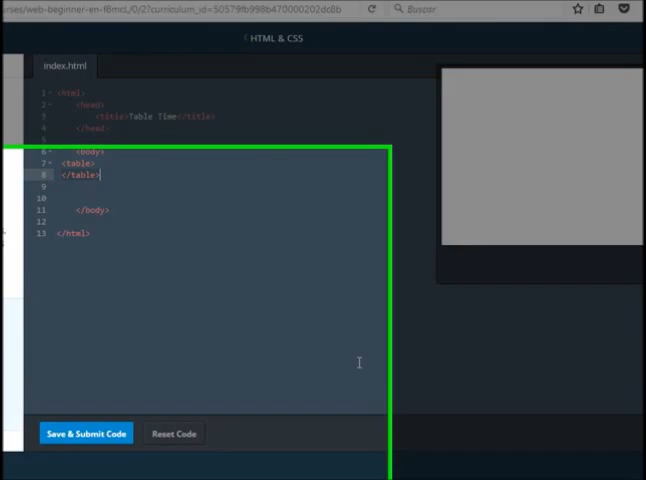 urses/web-beginner-en-f8mcL/0/2?curriculum_id=50579fb998b470000202dc8b
Buscar
HTML & CSS
index.html
1 <html>
2 <head>
3 <title>Table Time</title>
4 </head>
5
6 <body>
7 <table>
8 </table>
9
10
11 </body>
12
13 </html>
Save & Submit Code
Reset Code